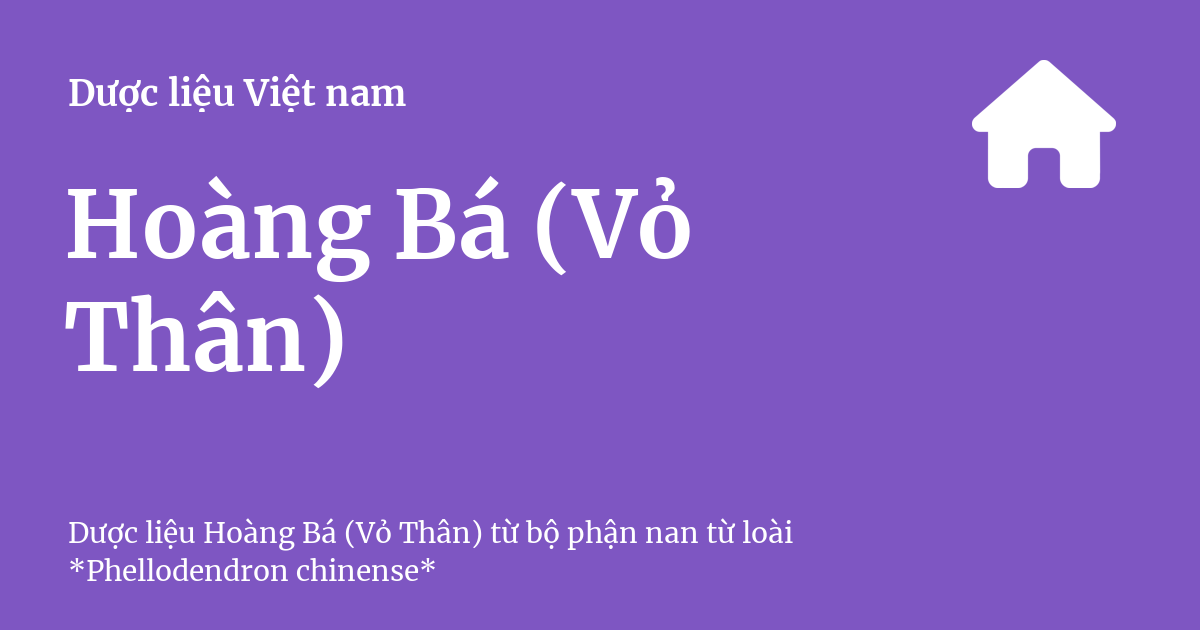 Dược liệu Việt nam
Hoàng Bá (Vỏ
Thân)
Dược liệu Hoàng Bá (Vỏ Thân) từ bộ phận nan từ loài
*Phellodendron chinense*